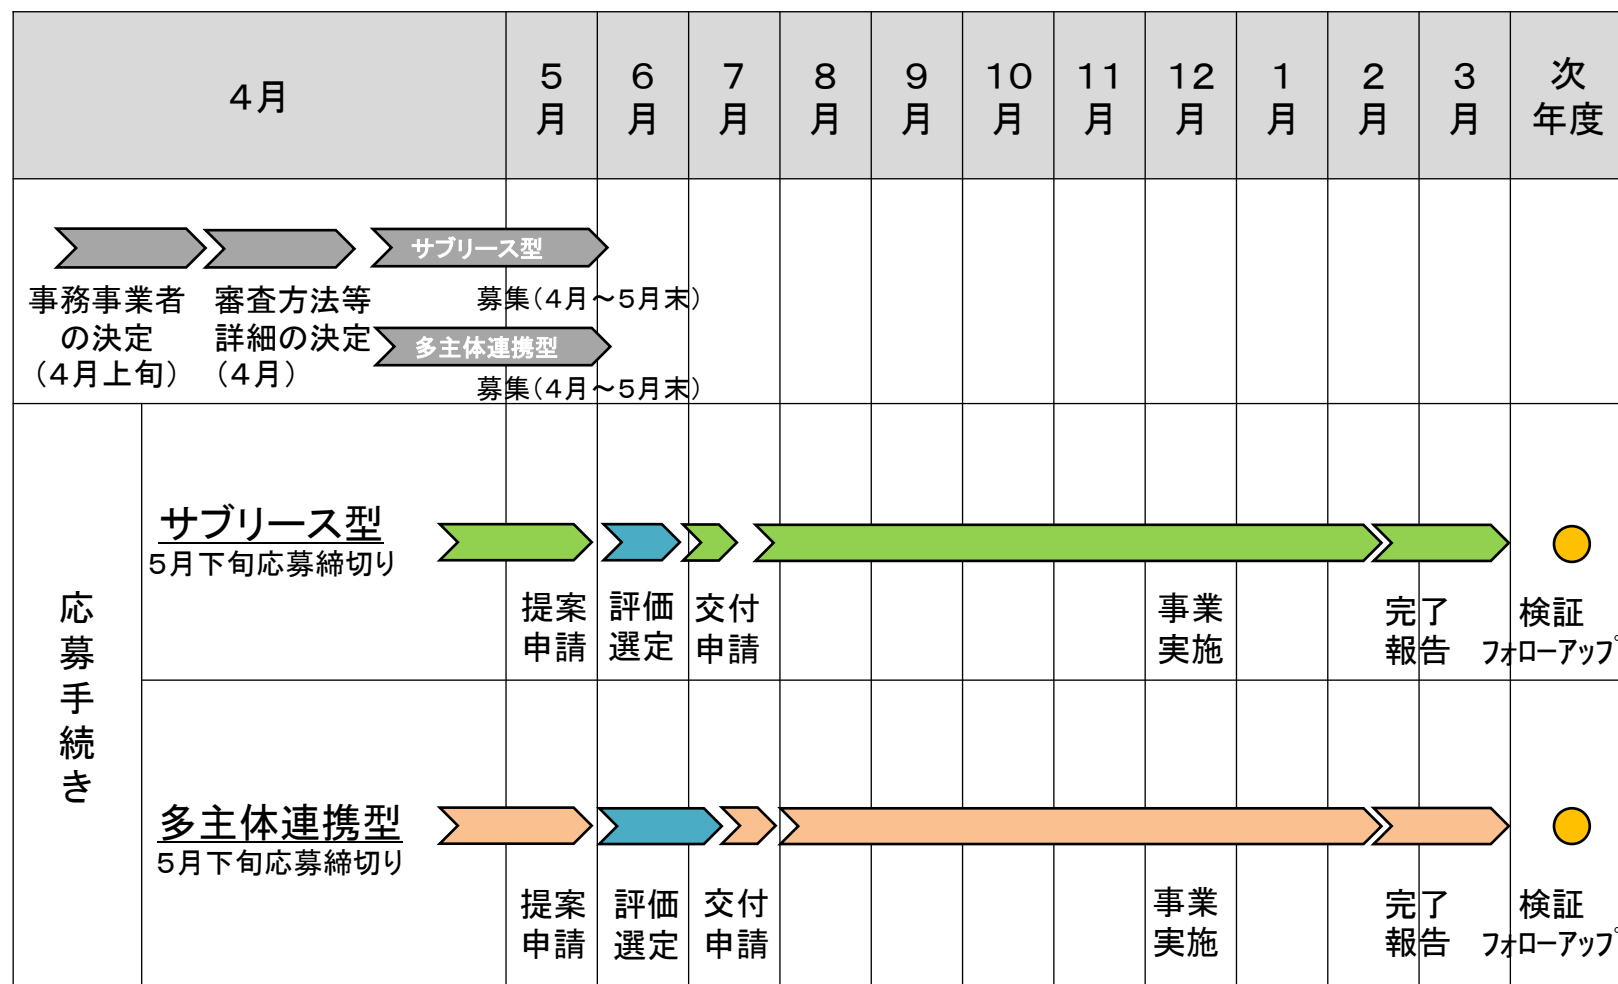 ４月
５
月
６
月
７
月
８
月
９
月
１０
月
１１
月
１２
月
１
月
２
月
３
月
次
年度
サブリース型
事務事業者
の決定
（４月上旬）
審査方法等
詳細の決定
（４月）
募集（４月～５月末）
多主体連携型
募集（４月～５月末）
応
募
手
続
き
サブリース型
５月下旬応募締切り
提案
申請
評価
選定
交付
申請
事業
実施
完了
報告
検証
フォローアップ
多主体連携型
５月下旬応募締切り
提案
申請
評価
選定
交付
申請
事業
実施
完了
報告
検証
フォローアップ